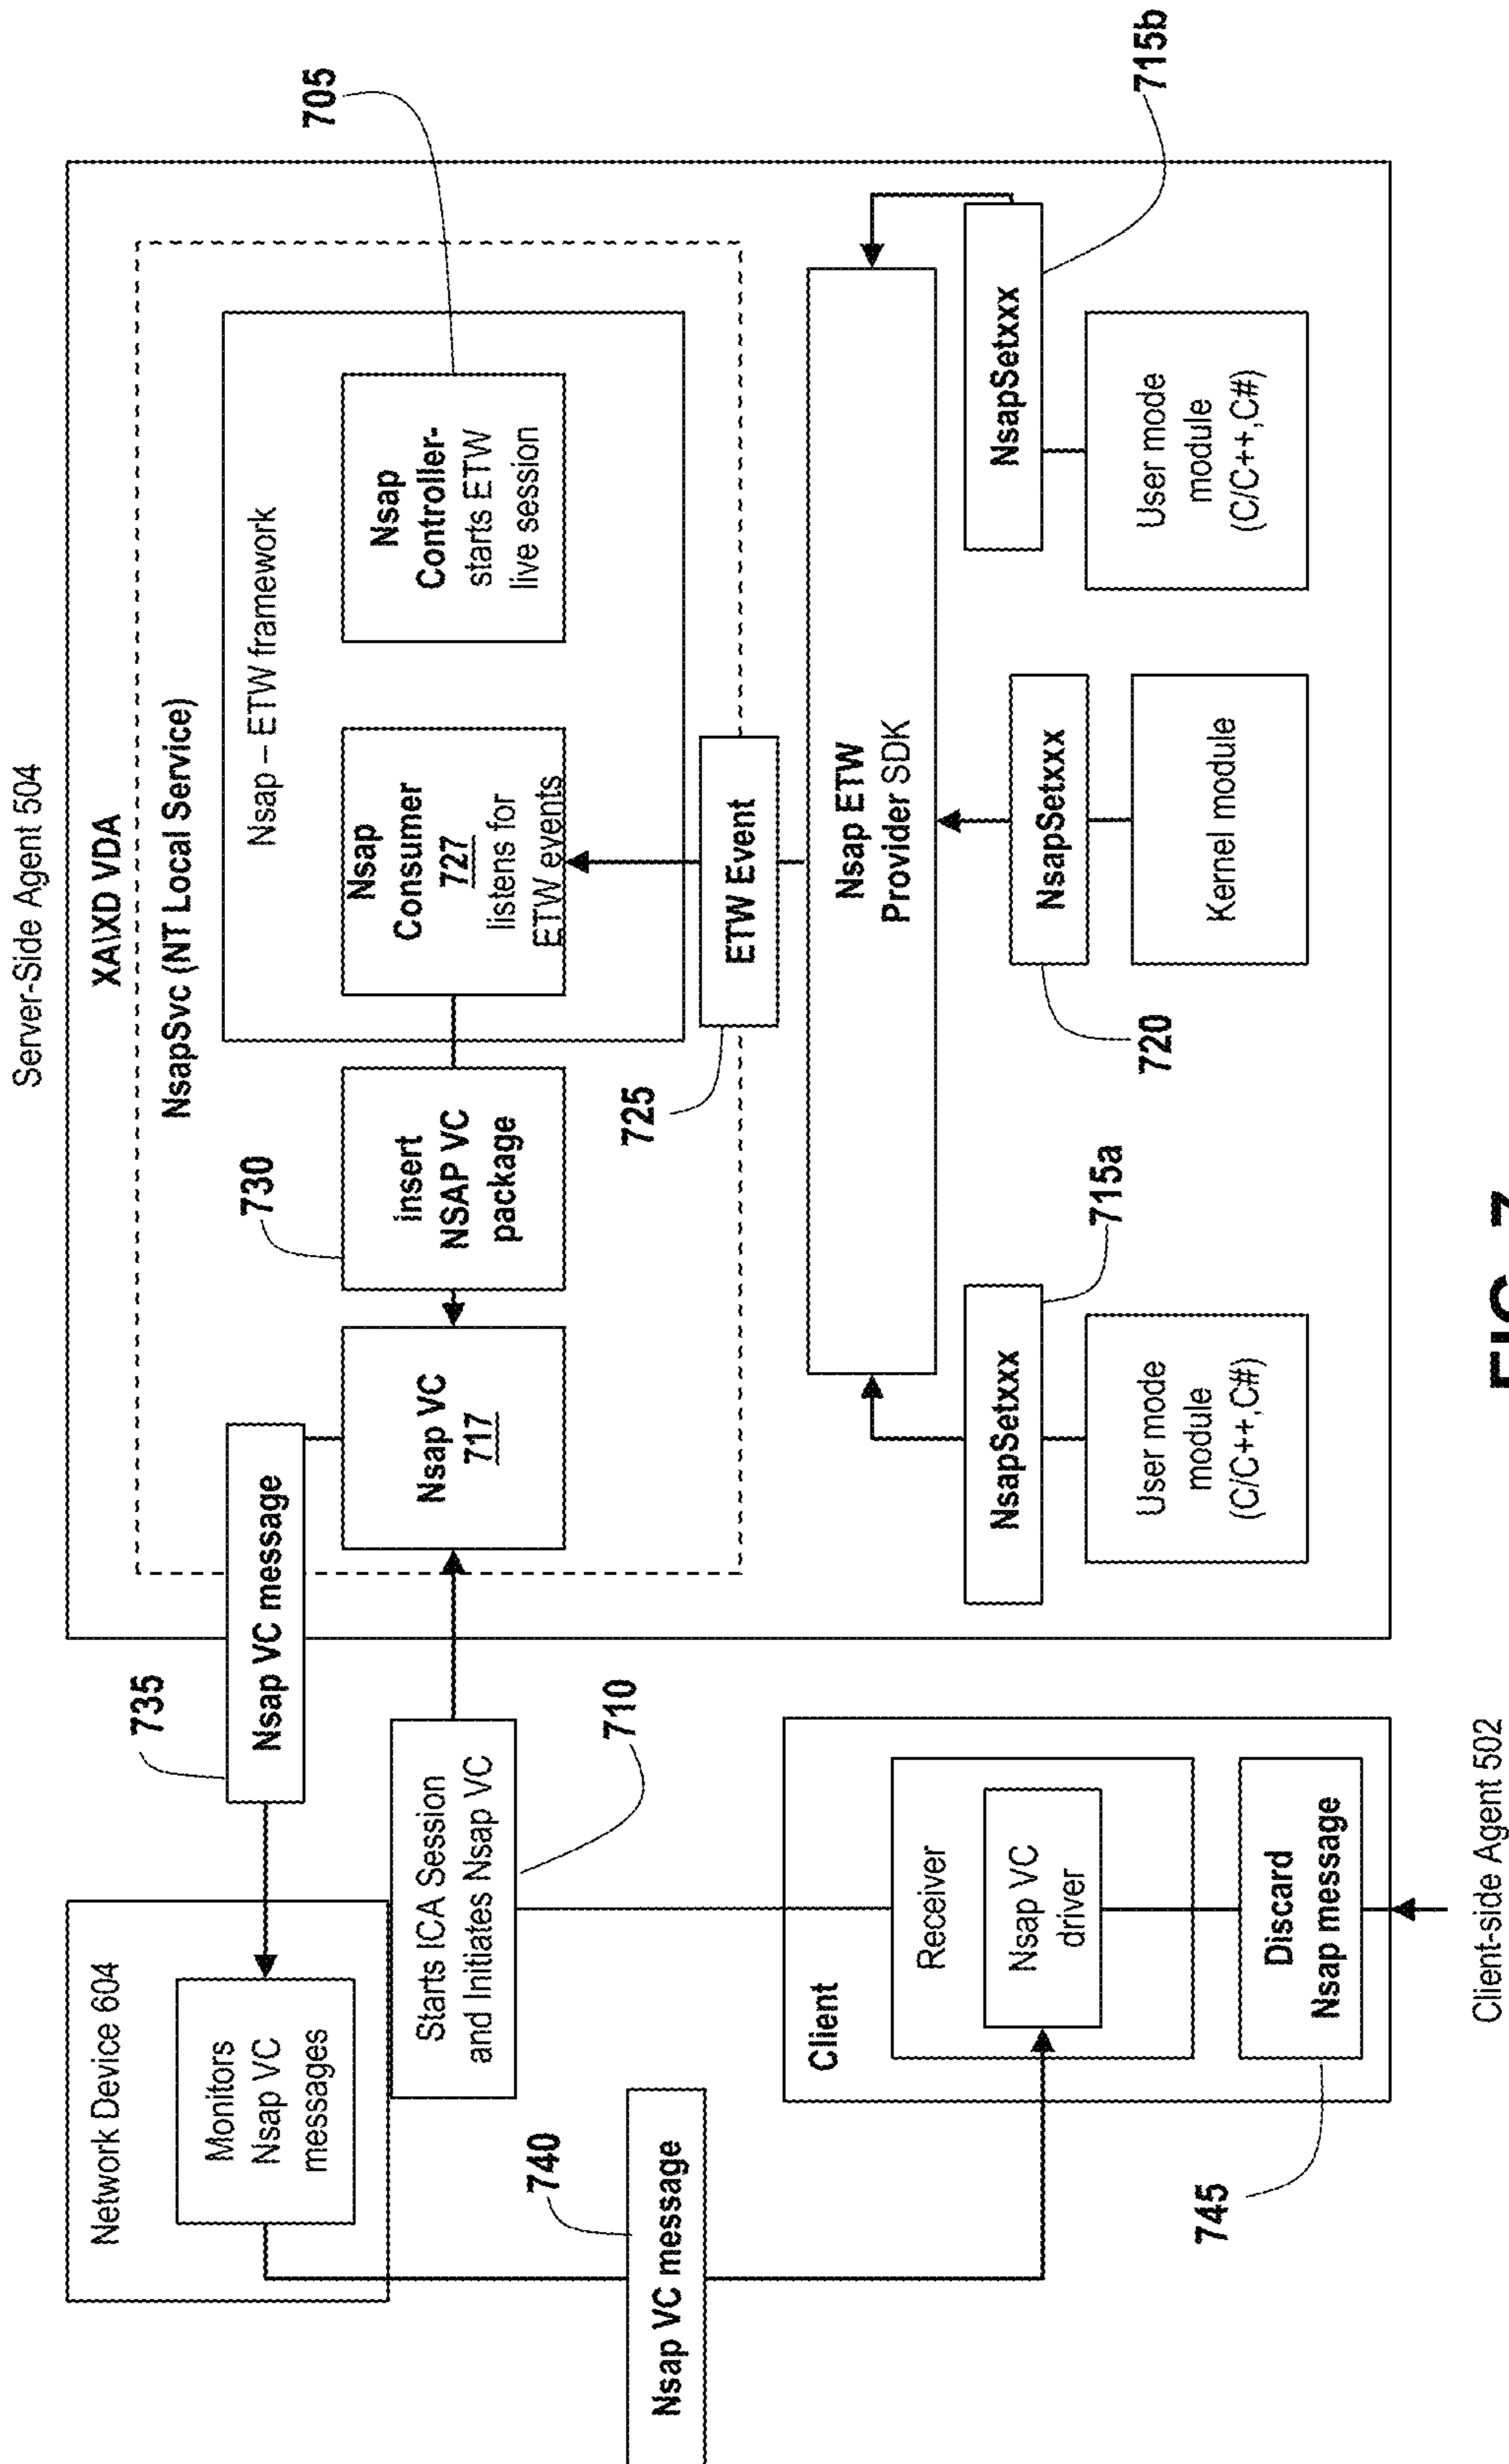 Server-Side Agent 504
XA\XD VDA
NsapSvc (NT Local Service)
Nsap – ETW framework
705
Nsap
Controller-
starts ETW
live session
Nsap
Consumer
727
listens for
ETW events
730
insert
NSAP VC
package
Nsap VC
717
735
Nsap VC message
Network Device 604
Monitors
Nsap VC
messages
Starts ICA Session
and Initiates Nsap VC
710
725
ETW Event
Nsap ETW
Provider SDK
715a
NsapSetxxx
User mode
module
(C/C++,C#)
720
NsapSetxxx
Kernel module
715b
NsapSetxxx
User mode
module
(C/C++,C#)
740
Nsap VC message
Client
Receiver
Nsap VC
driver
Discard
Nsap message
745
Client-side Agent 502